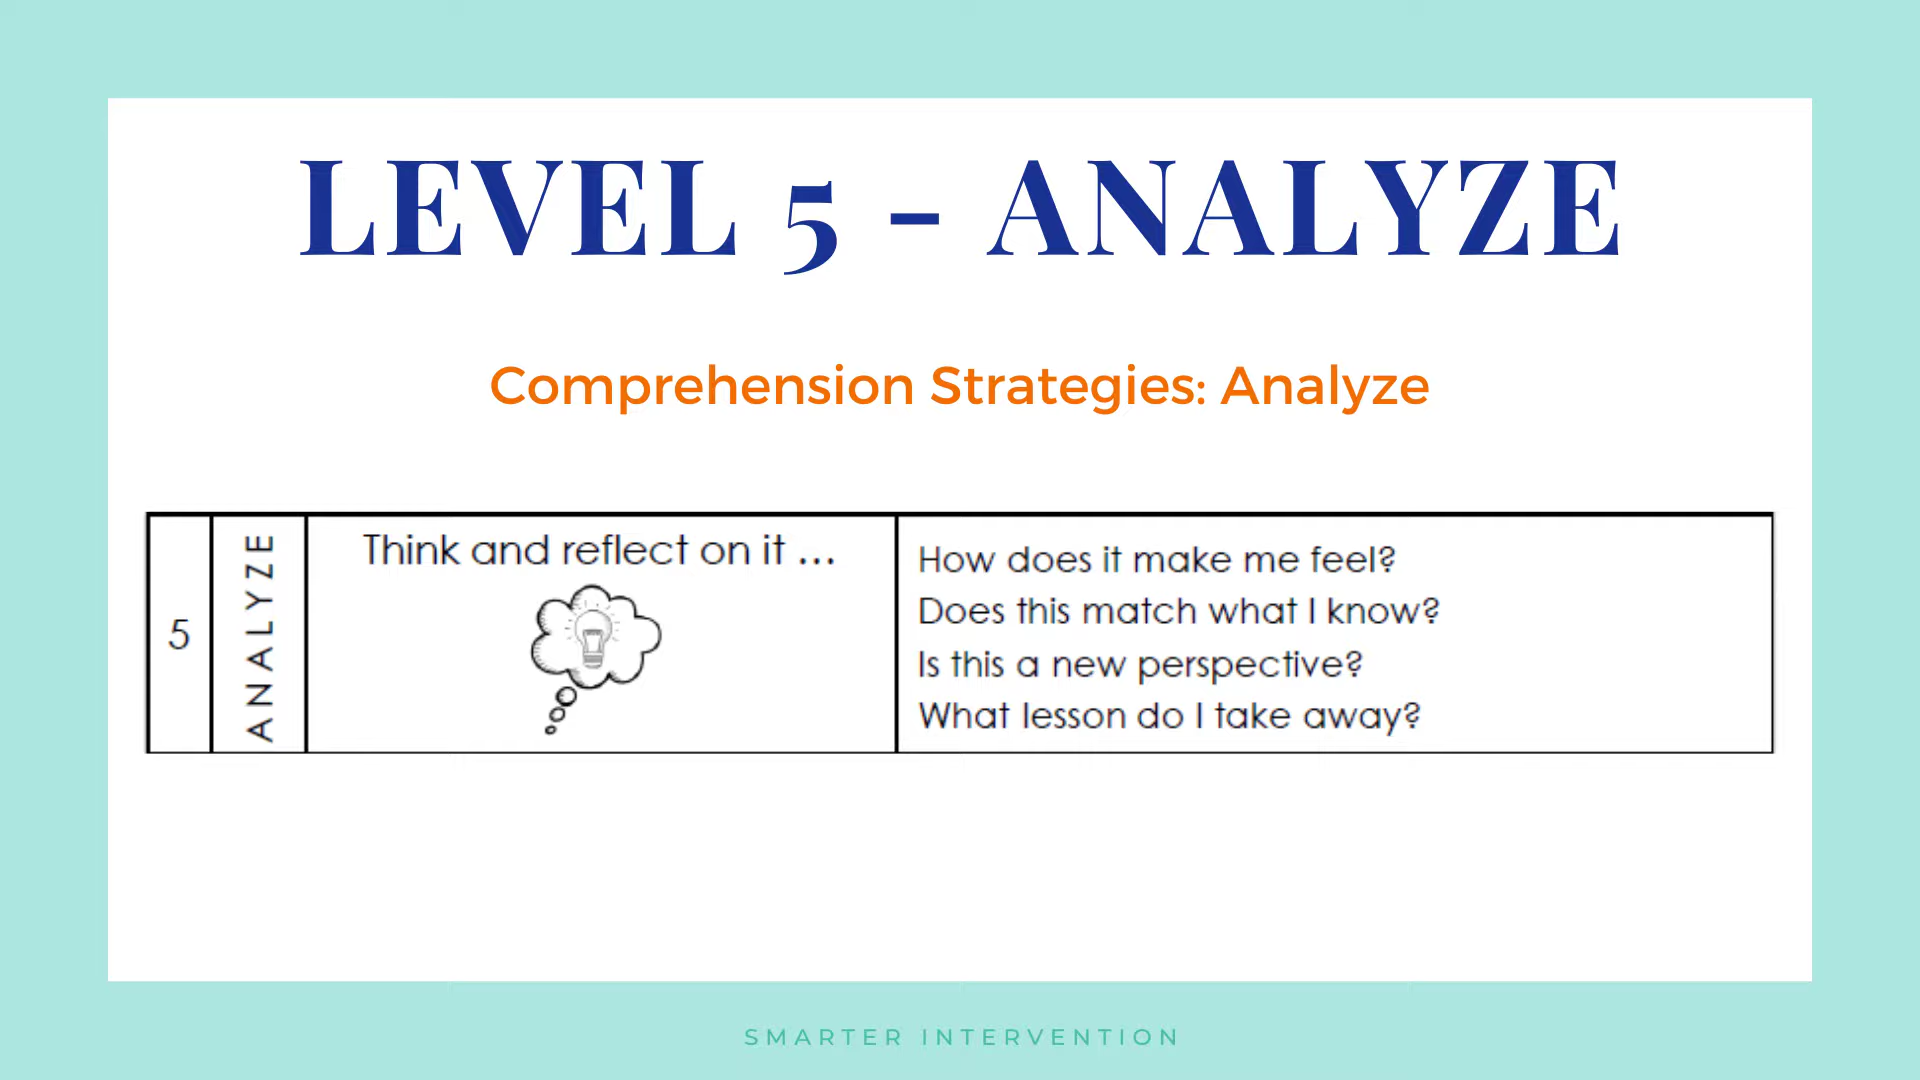 LEVEL 5 - ANALYZE
Comprehension Strategies: Analyze
5
ANALYZE
Think and reflect on it ...
How does it make me feel?
Does this match what I know?
Is this a new perspective?
What lesson do I take away?
SMARTER INTERVENTION